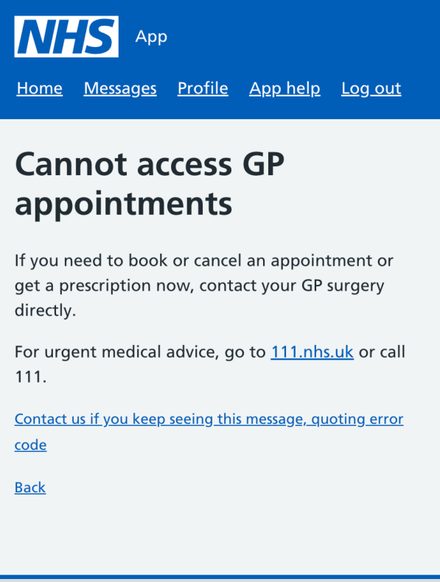 NHS App
Home Messages Profile App help Log out
Cannot access GP
appointments
If you need to book or cancel an appointment or
get a prescription now, contact your GP surgery
directly.
For urgent medical advice, go to 111.nhs.uk or call
111.
Contact us if you keep seeing this message, quoting error
code
Back